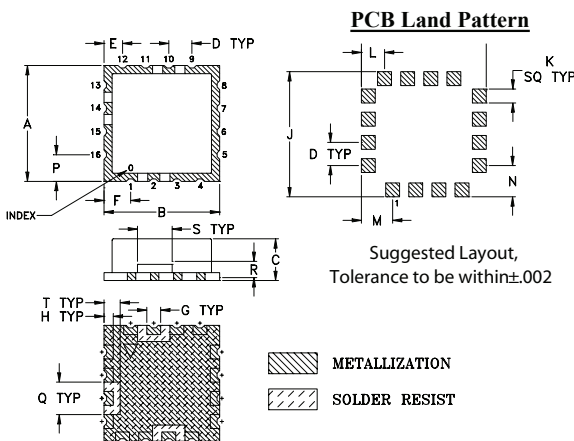 PCB Land Pattern
E
D TYP
12 11 10 9
13
14
15
16
8
7
6
5
A
P
0
1 2 3 4
F
INDEX
B
L
K
SQ TYP
J
D TYP
N
1
M
S TYP
R
C
Suggested Layout,
Tolerance to be within±.002
T TYP
H TYP
G TYP
Q TYP
METALLIZATION
SOLDER RESIST